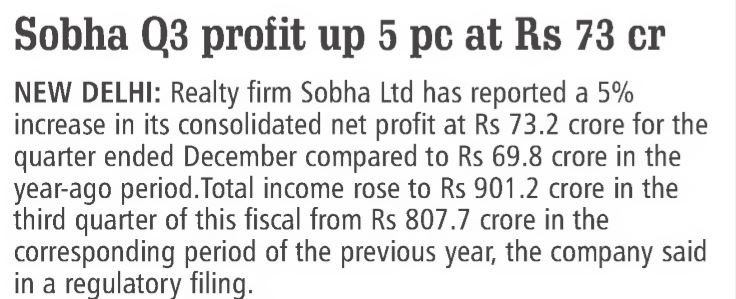 Sobha Q3 profit up 5 pc at Rs 73 cr
NEW DELHI: Realty firm Sobha Ltd has reported a 5%
increase in its consolidated net profit at Rs 73.2 crore for the
quarter ended December compared to Rs 69.8 crore in the
year-ago period.Total income rose to Rs 901.2 crore in the
third quarter of this fiscal from Rs 807.7 crore in the
corresponding period of the previous year, the company said
in a regulatory filing.